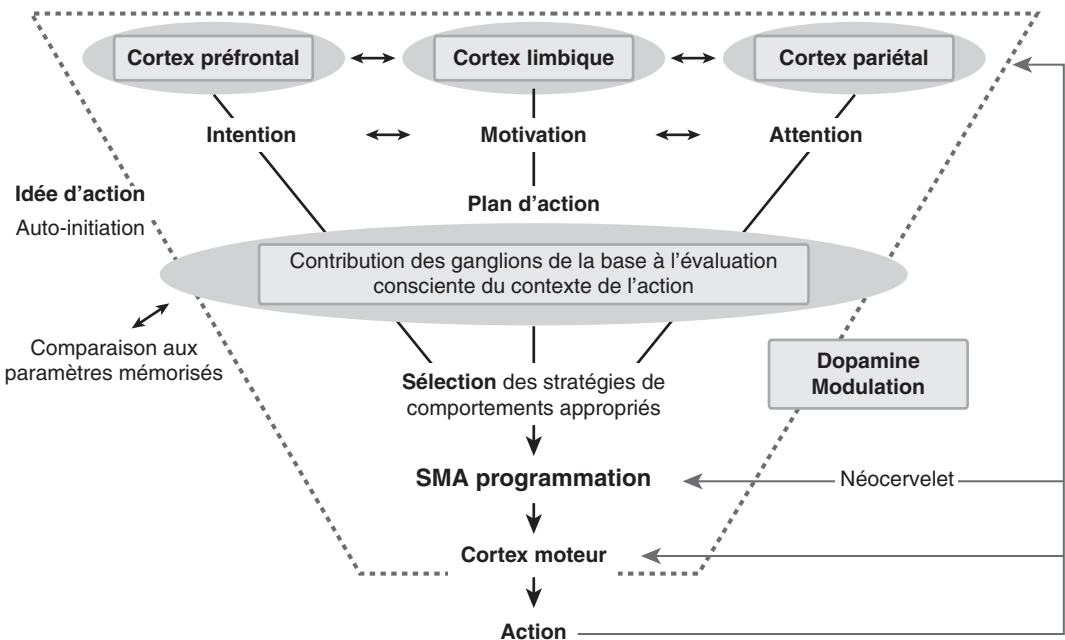 Cortex préfrontal
Cortex limbique
Cortex pariétal
Intention
Motivation
Attention
Idée d’action
Auto-initiation
Plan d’action
Contribution des ganglions de la base à l’évaluation
consciente du contexte de l’action
Comparaison aux
paramètres mémorisés
Dopamine
Modulation
Sélection des stratégies de
comportements appropriés
SMA programmation
Néocervelet
Cortex moteur
Action